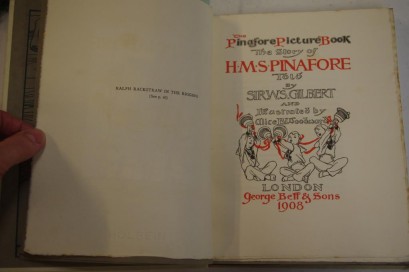 RALPH RACKSTRAW IN THE RIGGING
The
Pinafore Picture Book
The Story of
H.M.S PINAFORE
Told
by
SIR W.S. GILBERT
AND
Illustrated by
Alice B. Woodward
LONDON
George Bell & Sons
1908